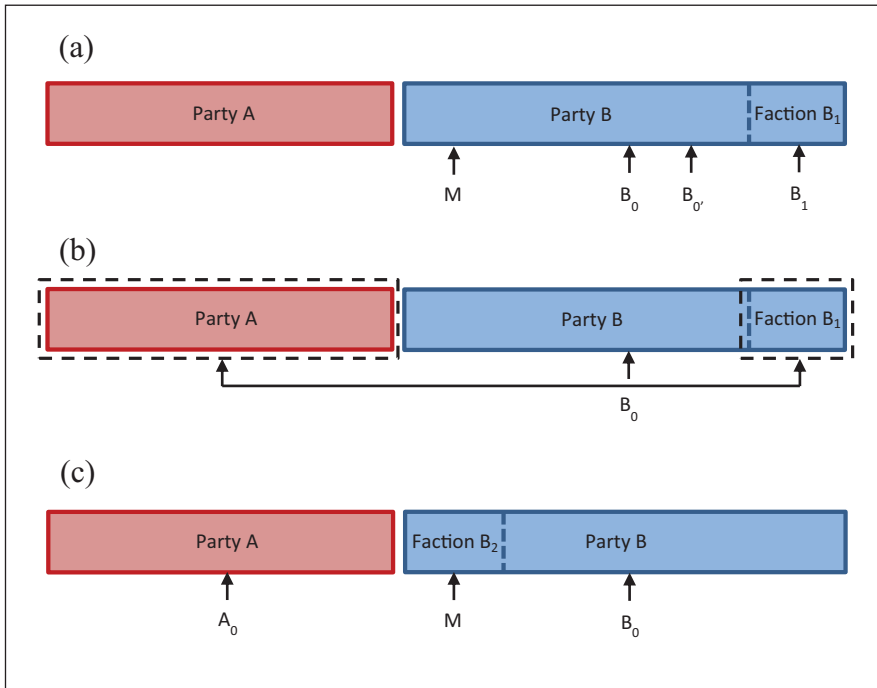 (a)
Party A Party B Faction B₁
M B₀ B₀′ B₁
(b)
Party A Party B Faction B₁
B₀
(c)
Party A Faction B₂ Party B
A₀ M B₀